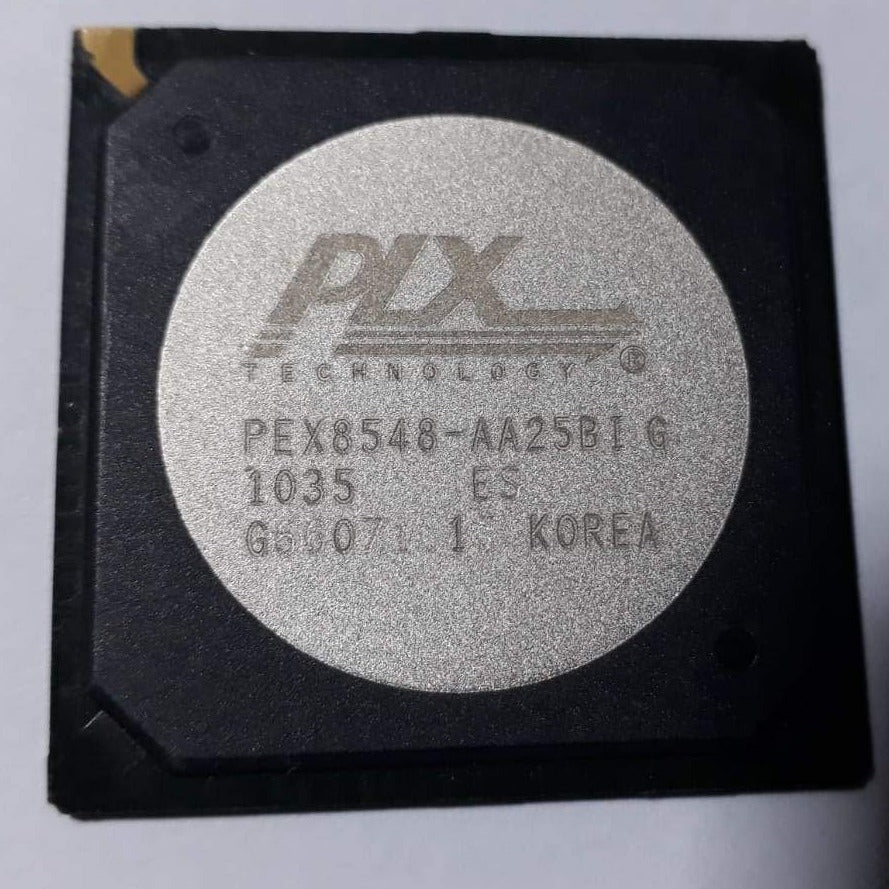 PLX
TECHNOLOGY ®
PEX8548-AA25BI G
1035 ES
KOREA